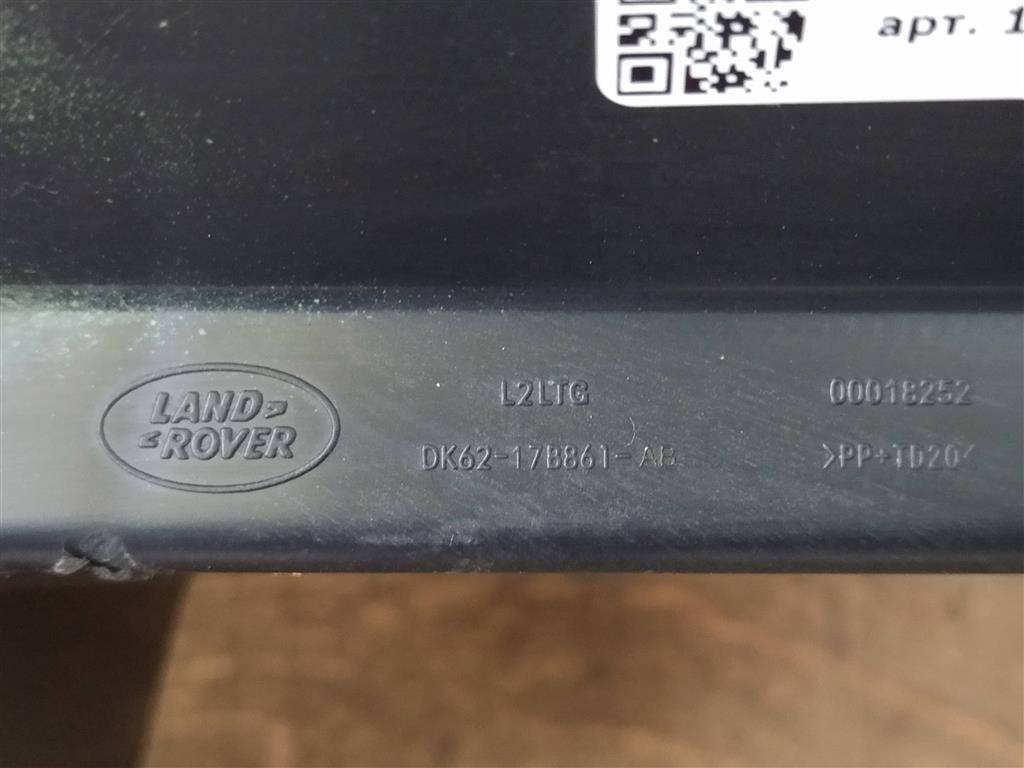 арт. 1
LAND
ROVER
L2LTG
DK62-17B861-AB
00018252
>PP+TD20<